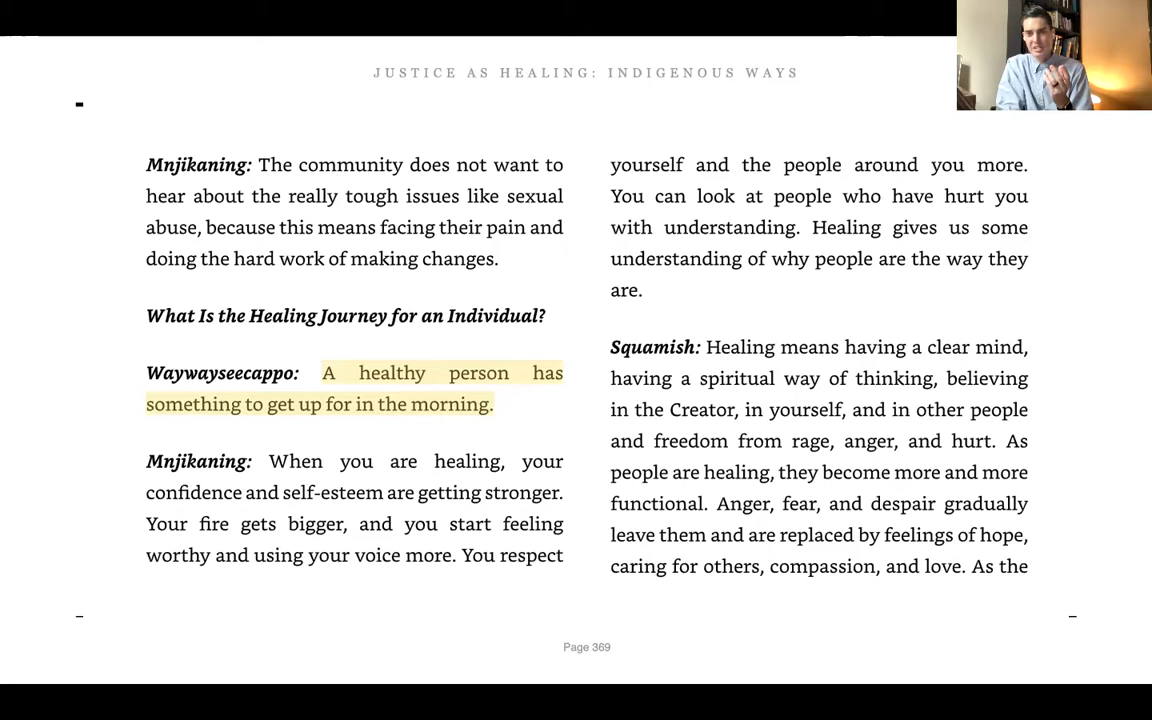 JUSTICE AS HEALING: INDIGENOUS WAYS
Mnjikaning: The community does not want to
hear about the really tough issues like sexual
abuse, because this means facing their pain and
doing the hard work of making changes.
What Is the Healing Journey for an Individual?
Waywayseecappo: A healthy person has
something to get up for in the morning.
Mnjikaning: When you are healing, your
confidence and self-esteem are getting stronger.
Your fire gets bigger, and you start feeling
worthy and using your voice more. You respect
yourself and the people around you more.
You can look at people who have hurt you
with understanding. Healing gives us some
understanding of why people are the way they
are.
Squamish: Healing means having a clear mind,
having a spiritual way of thinking, believing
in the Creator, in yourself, and in other people
and freedom from rage, anger, and hurt. As
people are healing, they become more and more
functional. Anger, fear, and despair gradually
leave them and are replaced by feelings of hope,
caring for others, compassion, and love. As the
Page 369